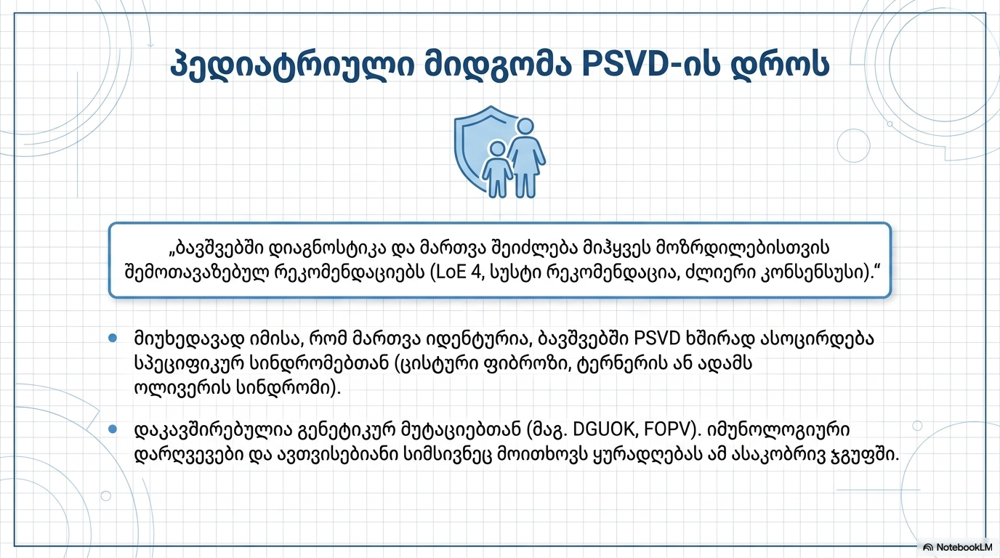 პედიატრიული მიდგომა PSVD-ის დროს
„ბავშვებში დიაგნოსტიკა და მართვა შეიძლება მიჰყვეს მოზრდილებისთვის
შემოთავაზებულ რეკომენდაციებს (LoE 4, სუსტი რეკომენდაცია, ძლიერი კონსენსუსი).“
• მიუხედავად იმისა, რომ მართვა იდენტურია, ბავშვებში PSVD ხშირად ასოცირდება
სპეციფიკურ სინდრომებთან (ცისტური ფიბროზი, ტერნერის ან ადამს
ოლივერის სინდრომი).
• დაკავშირებულია გენეტიკურ მუტაციებთან (მაგ. DGUOK, FOPV). იმუნოლოგიური
დარღვევები და ავთვისებიანი სიმსივნეც მოითხოვს ყურადღებას ამ ასაკობრივ ჯგუფში.
NotebookLM